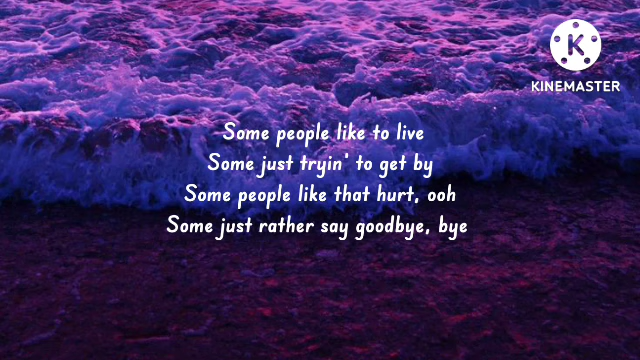 K
KINEMASTER
Some people like to live
Some just tryin' to get by
Some people like that hurt, ooh
Some just rather say goodbye, bye